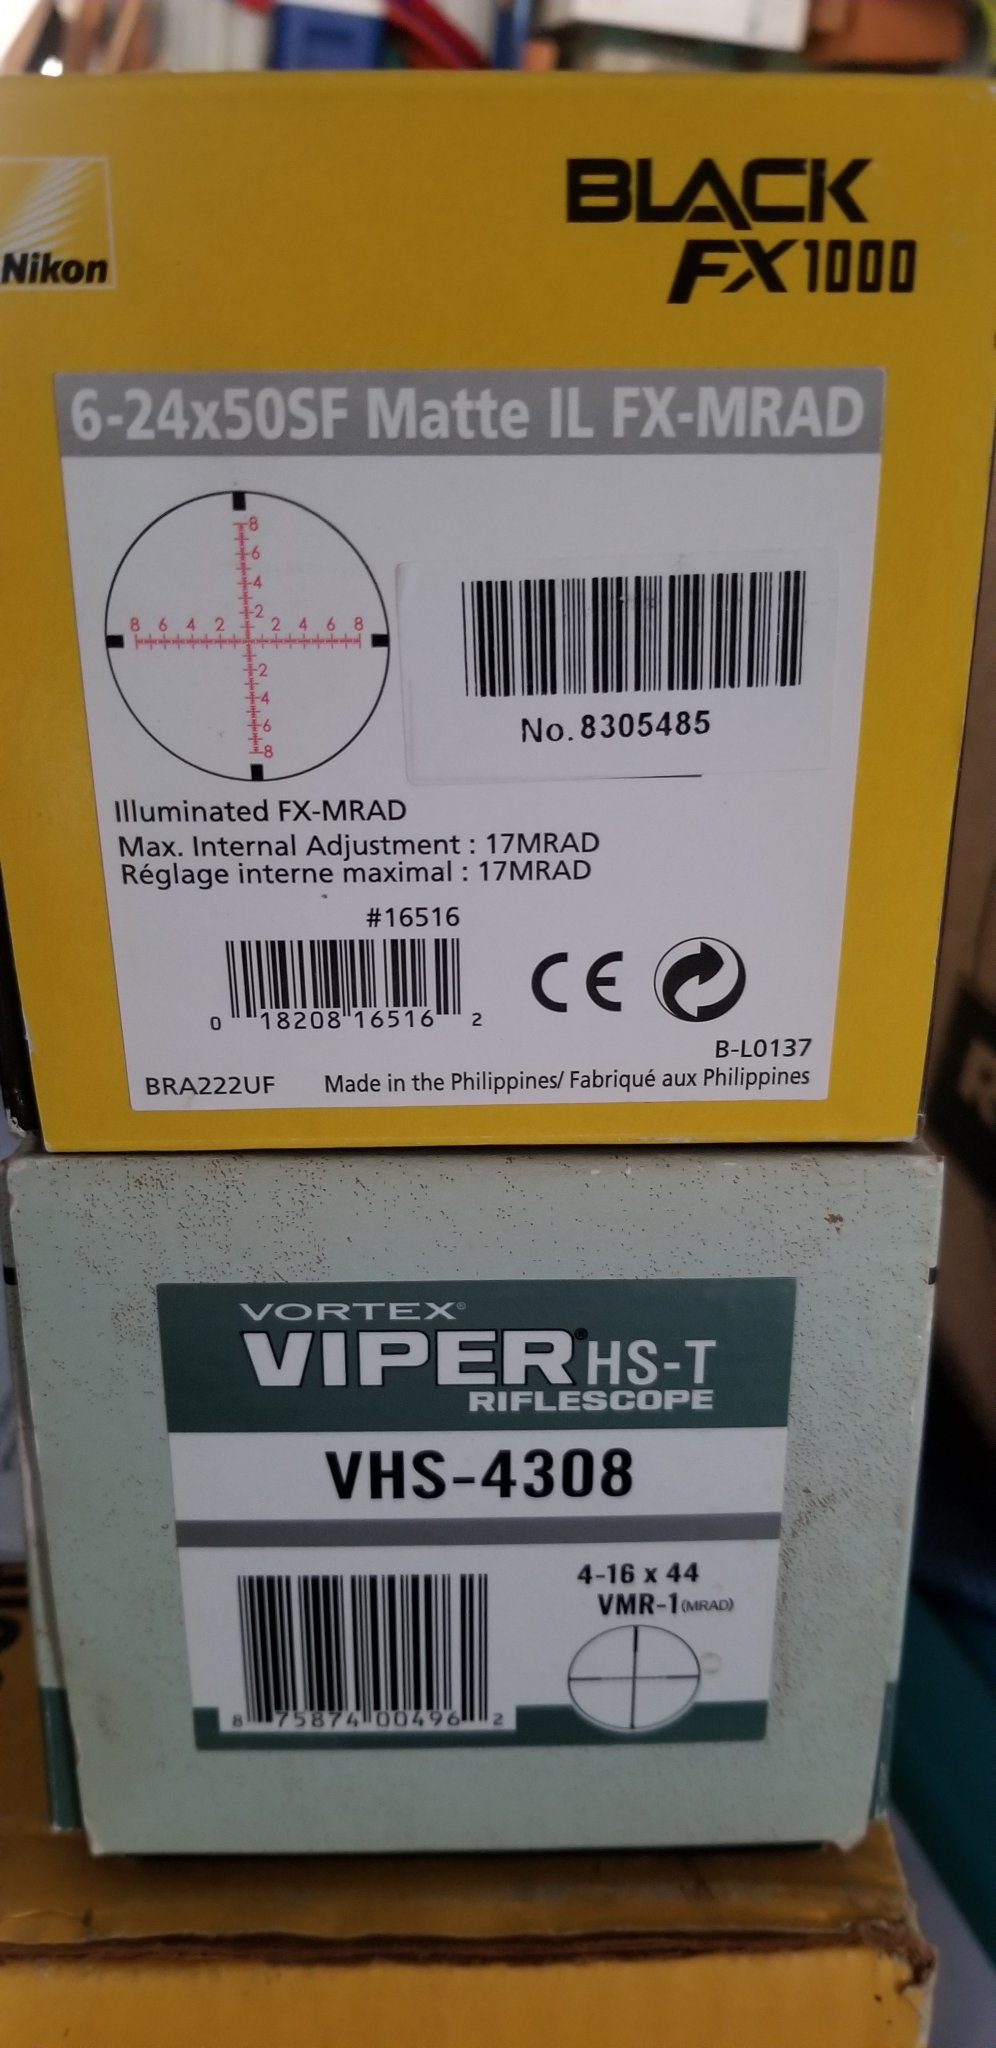 Nikon
BLACK
FX1000
6-24x50SF Matte IL FX-MRAD
8
6
4
2
8 6 4 2 2 4 6 8
2
4
6
8
No. 8305485
Illuminated FX-MRAD
Max. Internal Adjustment : 17MRAD
Réglage interne maximal : 17MRAD
#16516
0 18208 16516 2
CE
B-L0137
BRA222UF Made in the Philippines/ Fabriqué aux Philippines
VORTEX®
VIPER® HS-T
RIFLESCOPE
VHS-4308
4-16 x 44
VMR-1 (MRAD)
8 75874 00496 2